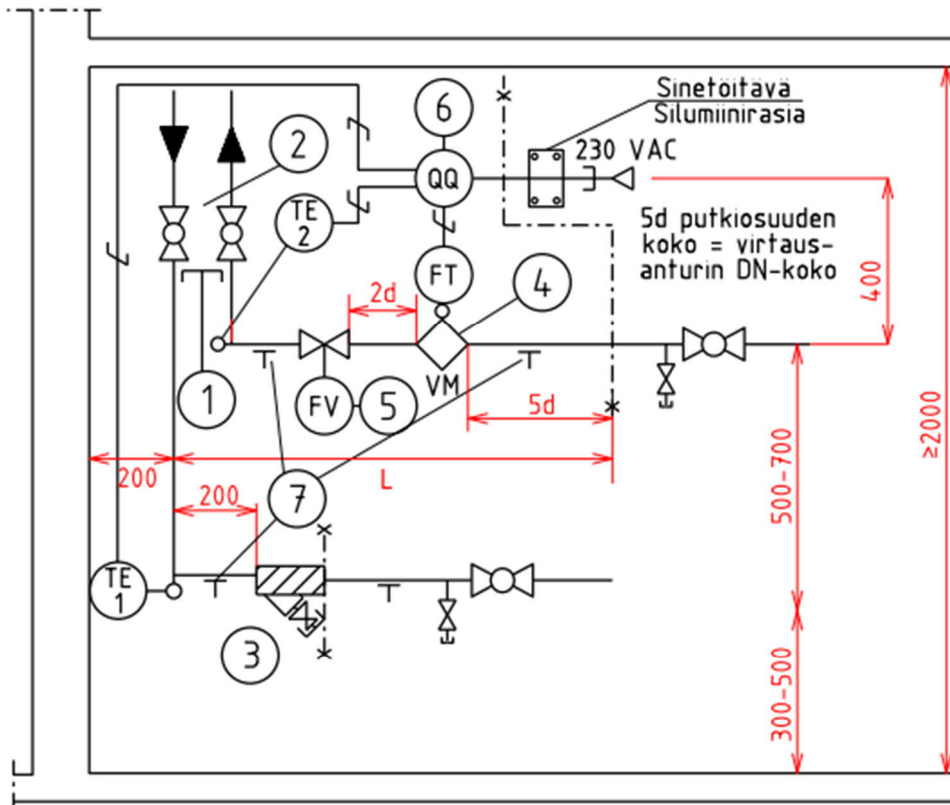 6
Sinetöitävä
Silumiinirasia
2
QQ
230 VAC
TE
2
5d putkiosuuden
koko = virtaus-
anturin DN-koko
FT
4
2d
400
1
VM
FV
5
5d
≥2000
200
L
200
7
500-700
TE
1
3
300-500